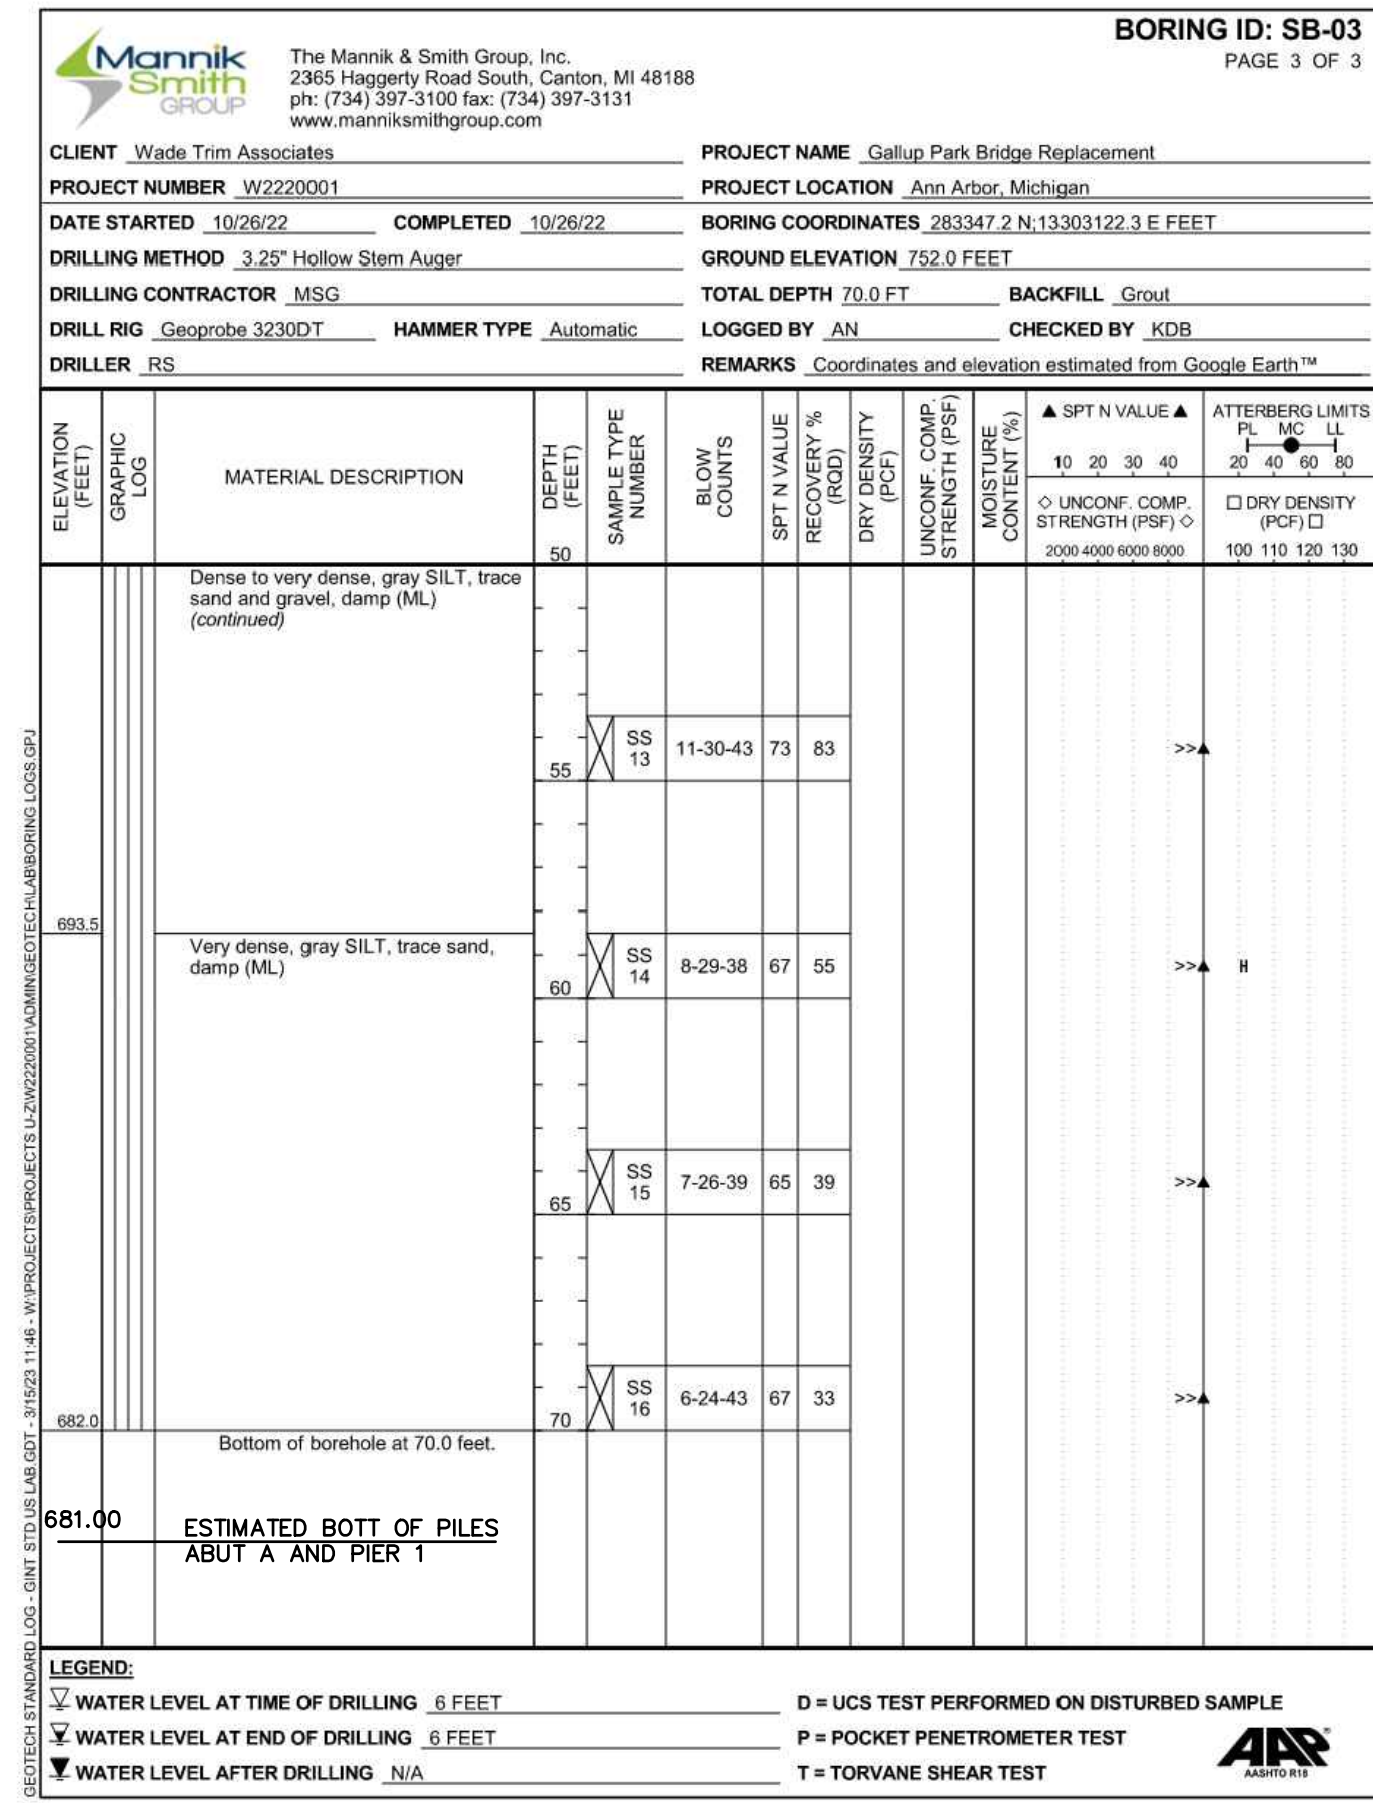 BORING ID: SB-03
PAGE 3 OF 3
Mannik
Smith
GROUP
The Mannik & Smith Group, Inc.
2365 Haggerty Road South, Canton, MI 48188
ph: (734) 397-3100 fax: (734) 397-3131
www.manniksmithgroup.com
CLIENT Wade Trim Associates
PROJECT NAME Gallup Park Bridge Replacement
PROJECT NUMBER W2220001
PROJECT LOCATION Ann Arbor, Michigan
DATE STARTED 10/26/22 COMPLETED 10/26/22
BORING COORDINATES 283347.2 N;13303122.3 E FEET
DRILLING METHOD 3.25" Hollow Stem Auger
GROUND ELEVATION 752.0 FEET
DRILLING CONTRACTOR MSG
TOTAL DEPTH 70.0 FT BACKFILL Grout
DRILL RIG Geoprobe 3230DT HAMMER TYPE Automatic
LOGGED BY AN CHECKED BY KDB
DRILLER RS
REMARKS Coordinates and elevation estimated from Google Earth™
ELEVATION
(FEET)
GRAPHIC
LOG
MATERIAL DESCRIPTION
DEPTH
(FEET)
50
SAMPLE TYPE
NUMBER
BLOW
COUNTS
SPT N VALUE
RECOVERY %
(RQD)
DRY DENSITY
(PCF)
UNCONF. COMP.
STRENGTH (PSF)
MOISTURE
CONTENT (%)
▲ SPT N VALUE ▲
10 20 30 40
◇ UNCONF. COMP.
STRENGTH (PSF) ◇
2000 4000 6000 8000
ATTERBERG LIMITS
PL MC LL
20 40 60 80
☐ DRY DENSITY
(PCF) ☐
100 110 120 130
Dense to very dense, gray SILT, trace
sand and gravel, damp (ML)
(continued)
SS
13
11-30-43 73 83
>>▲
55
693.5
Very dense, gray SILT, trace sand,
damp (ML)
SS
14
8-29-38 67 55
>>▲ H
60
SS
15
7-26-39 65 39
>>▲
65
SS
16
6-24-43 67 33
>>▲
682.0
70
Bottom of borehole at 70.0 feet.
681.00
ESTIMATED BOTT OF PILES
ABUT A AND PIER 1
LEGEND:
WATER LEVEL AT TIME OF DRILLING 6 FEET
WATER LEVEL AT END OF DRILLING 6 FEET
WATER LEVEL AFTER DRILLING N/A
D = UCS TEST PERFORMED ON DISTURBED SAMPLE
P = POCKET PENETROMETER TEST
T = TORVANE SHEAR TEST
AAP
AASHTO R18
GEOTECH STANDARD LOG - GINT STD US LAB.GDT - 3/15/23 11:46 - W:\PROJECTS\PROJECTS U-Z\W2220001\ADMIN\GEOTECH\LAB\BORING LOGS.GPJ